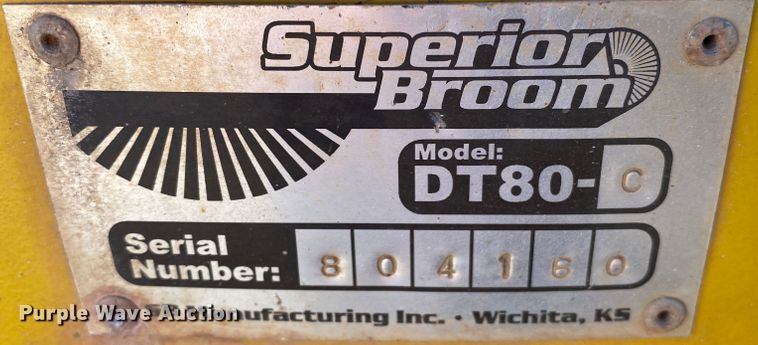 Superior
Broom
Model:
DT80-C
Serial
Number: 804160
Manufacturing Inc. • Wichita, KS
Purple Wave Auction